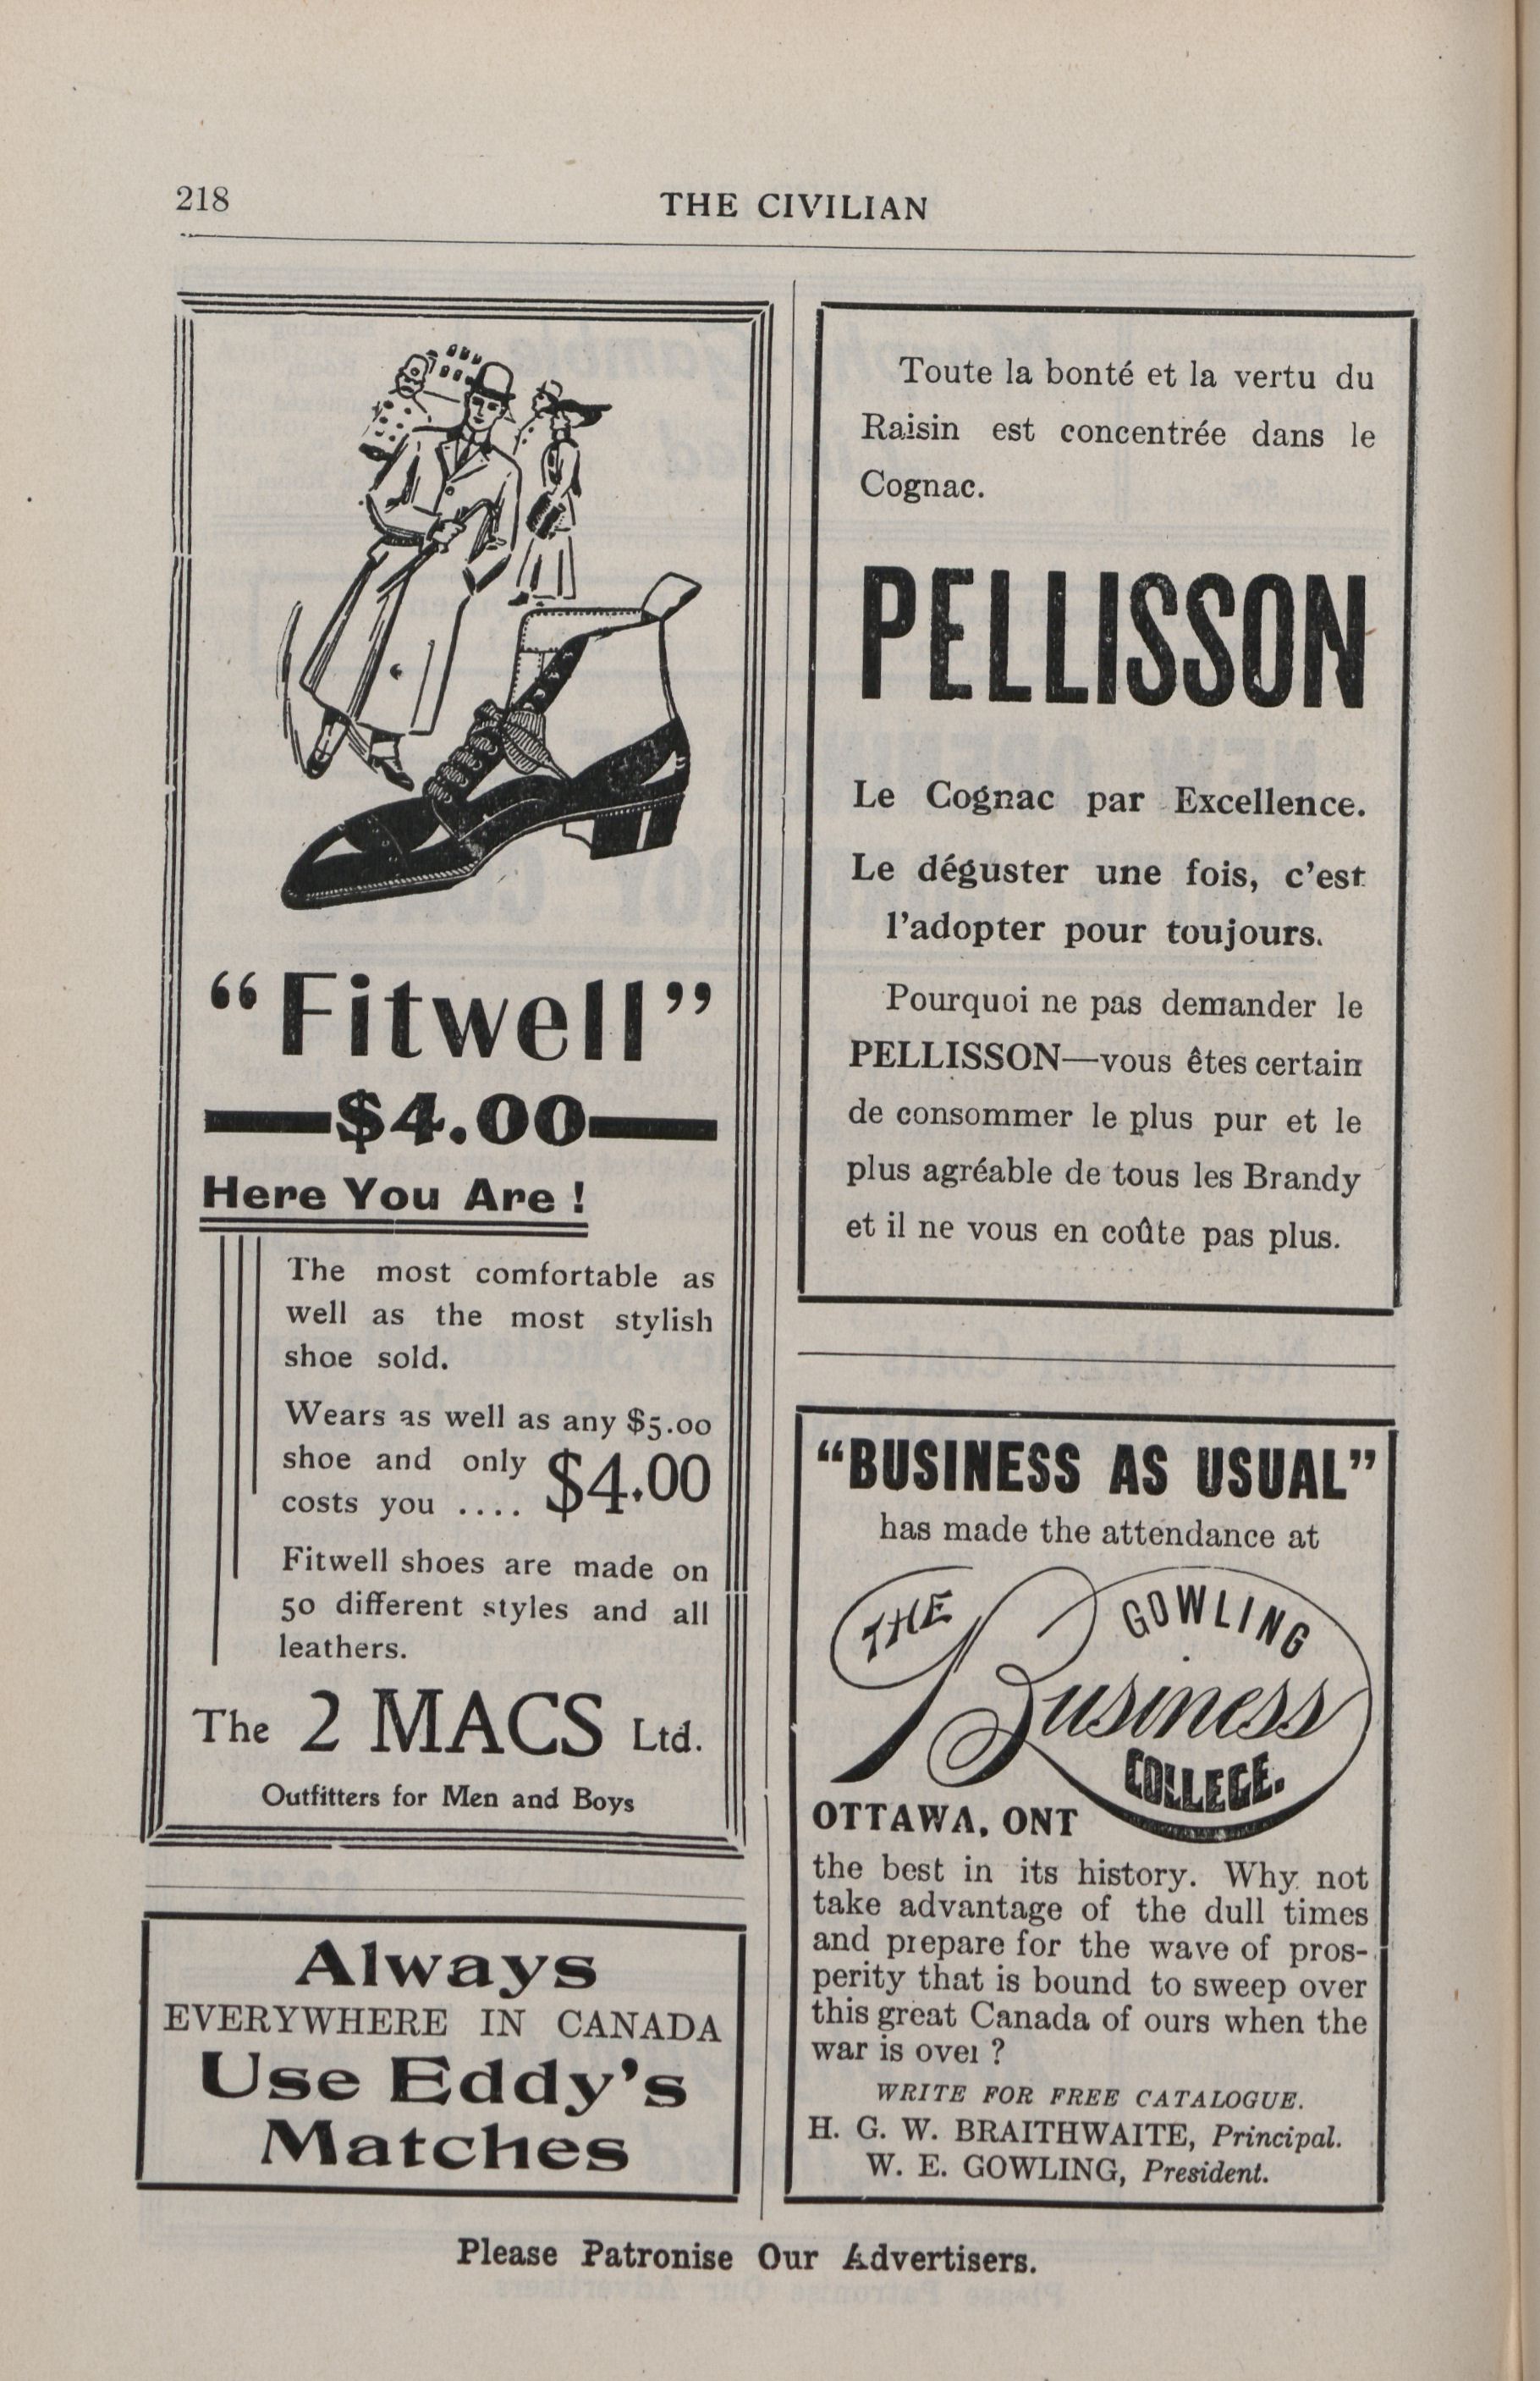 218
THE CIVILIAN
“Fitwell”
$4.00
Here You Are !
The most comfortable as
well as the most stylish
shoe sold.
Wears as well as any $5.00
shoe and only
costs you .... $4.00
Fitwell shoes are made on
50 different styles and all
leathers.
The 2 MACS Ltd.
Outfitters for Men and Boys
Always
EVERYWHERE IN CANADA
Use Eddy’s
Matches
Toute la bonté et la vertu du
Raisin est concentrée dans le
Cognac.
PELLISSON
Le Cognac par Excellence.
Le déguster une fois, c’est
l’adopter pour toujours.
Pourquoi ne pas demander le
PELLISSON—vous êtes certain
de consommer le plus pur et le
plus agréable de tous les Brandy
et il ne vous en coûte pas plus.
“BUSINESS AS USUAL”
has made the attendance at
THE GOWLING
Business
COLLEGE.
OTTAWA, ONT
the best in its history. Why not
take advantage of the dull times
and prepare for the wave of pros-
perity that is bound to sweep over
this great Canada of ours when the
war is over ?
WRITE FOR FREE CATALOGUE.
H. G. W. BRAITHWAITE, Principal.
W. E. GOWLING, President.
Please Patronise Our Advertisers.